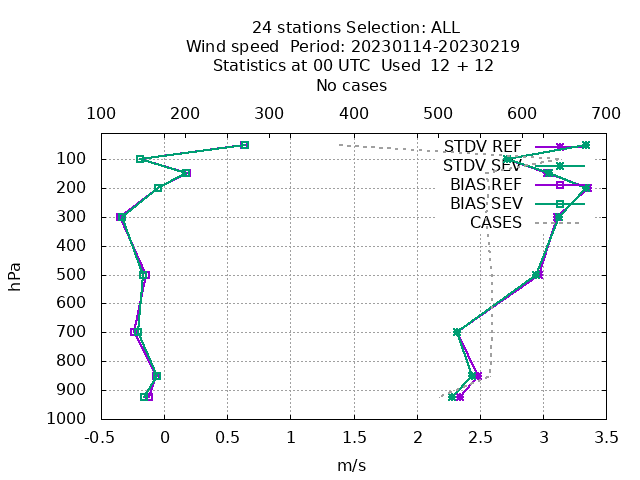 24 stations Selection: ALL
Wind speed  Period: 20230114-20230219
Statistics at 00 UTC  Used  12 + 12
No cases
100 200 300 400 500 600 700
STDV REF
STDV SEV
BIAS REF
BIAS SEV
CASES
hPa
100
200
300
400
500
600
700
800
900
1000
-0.5 0 0.5 1 1.5 2 2.5 3 3.5
m/s